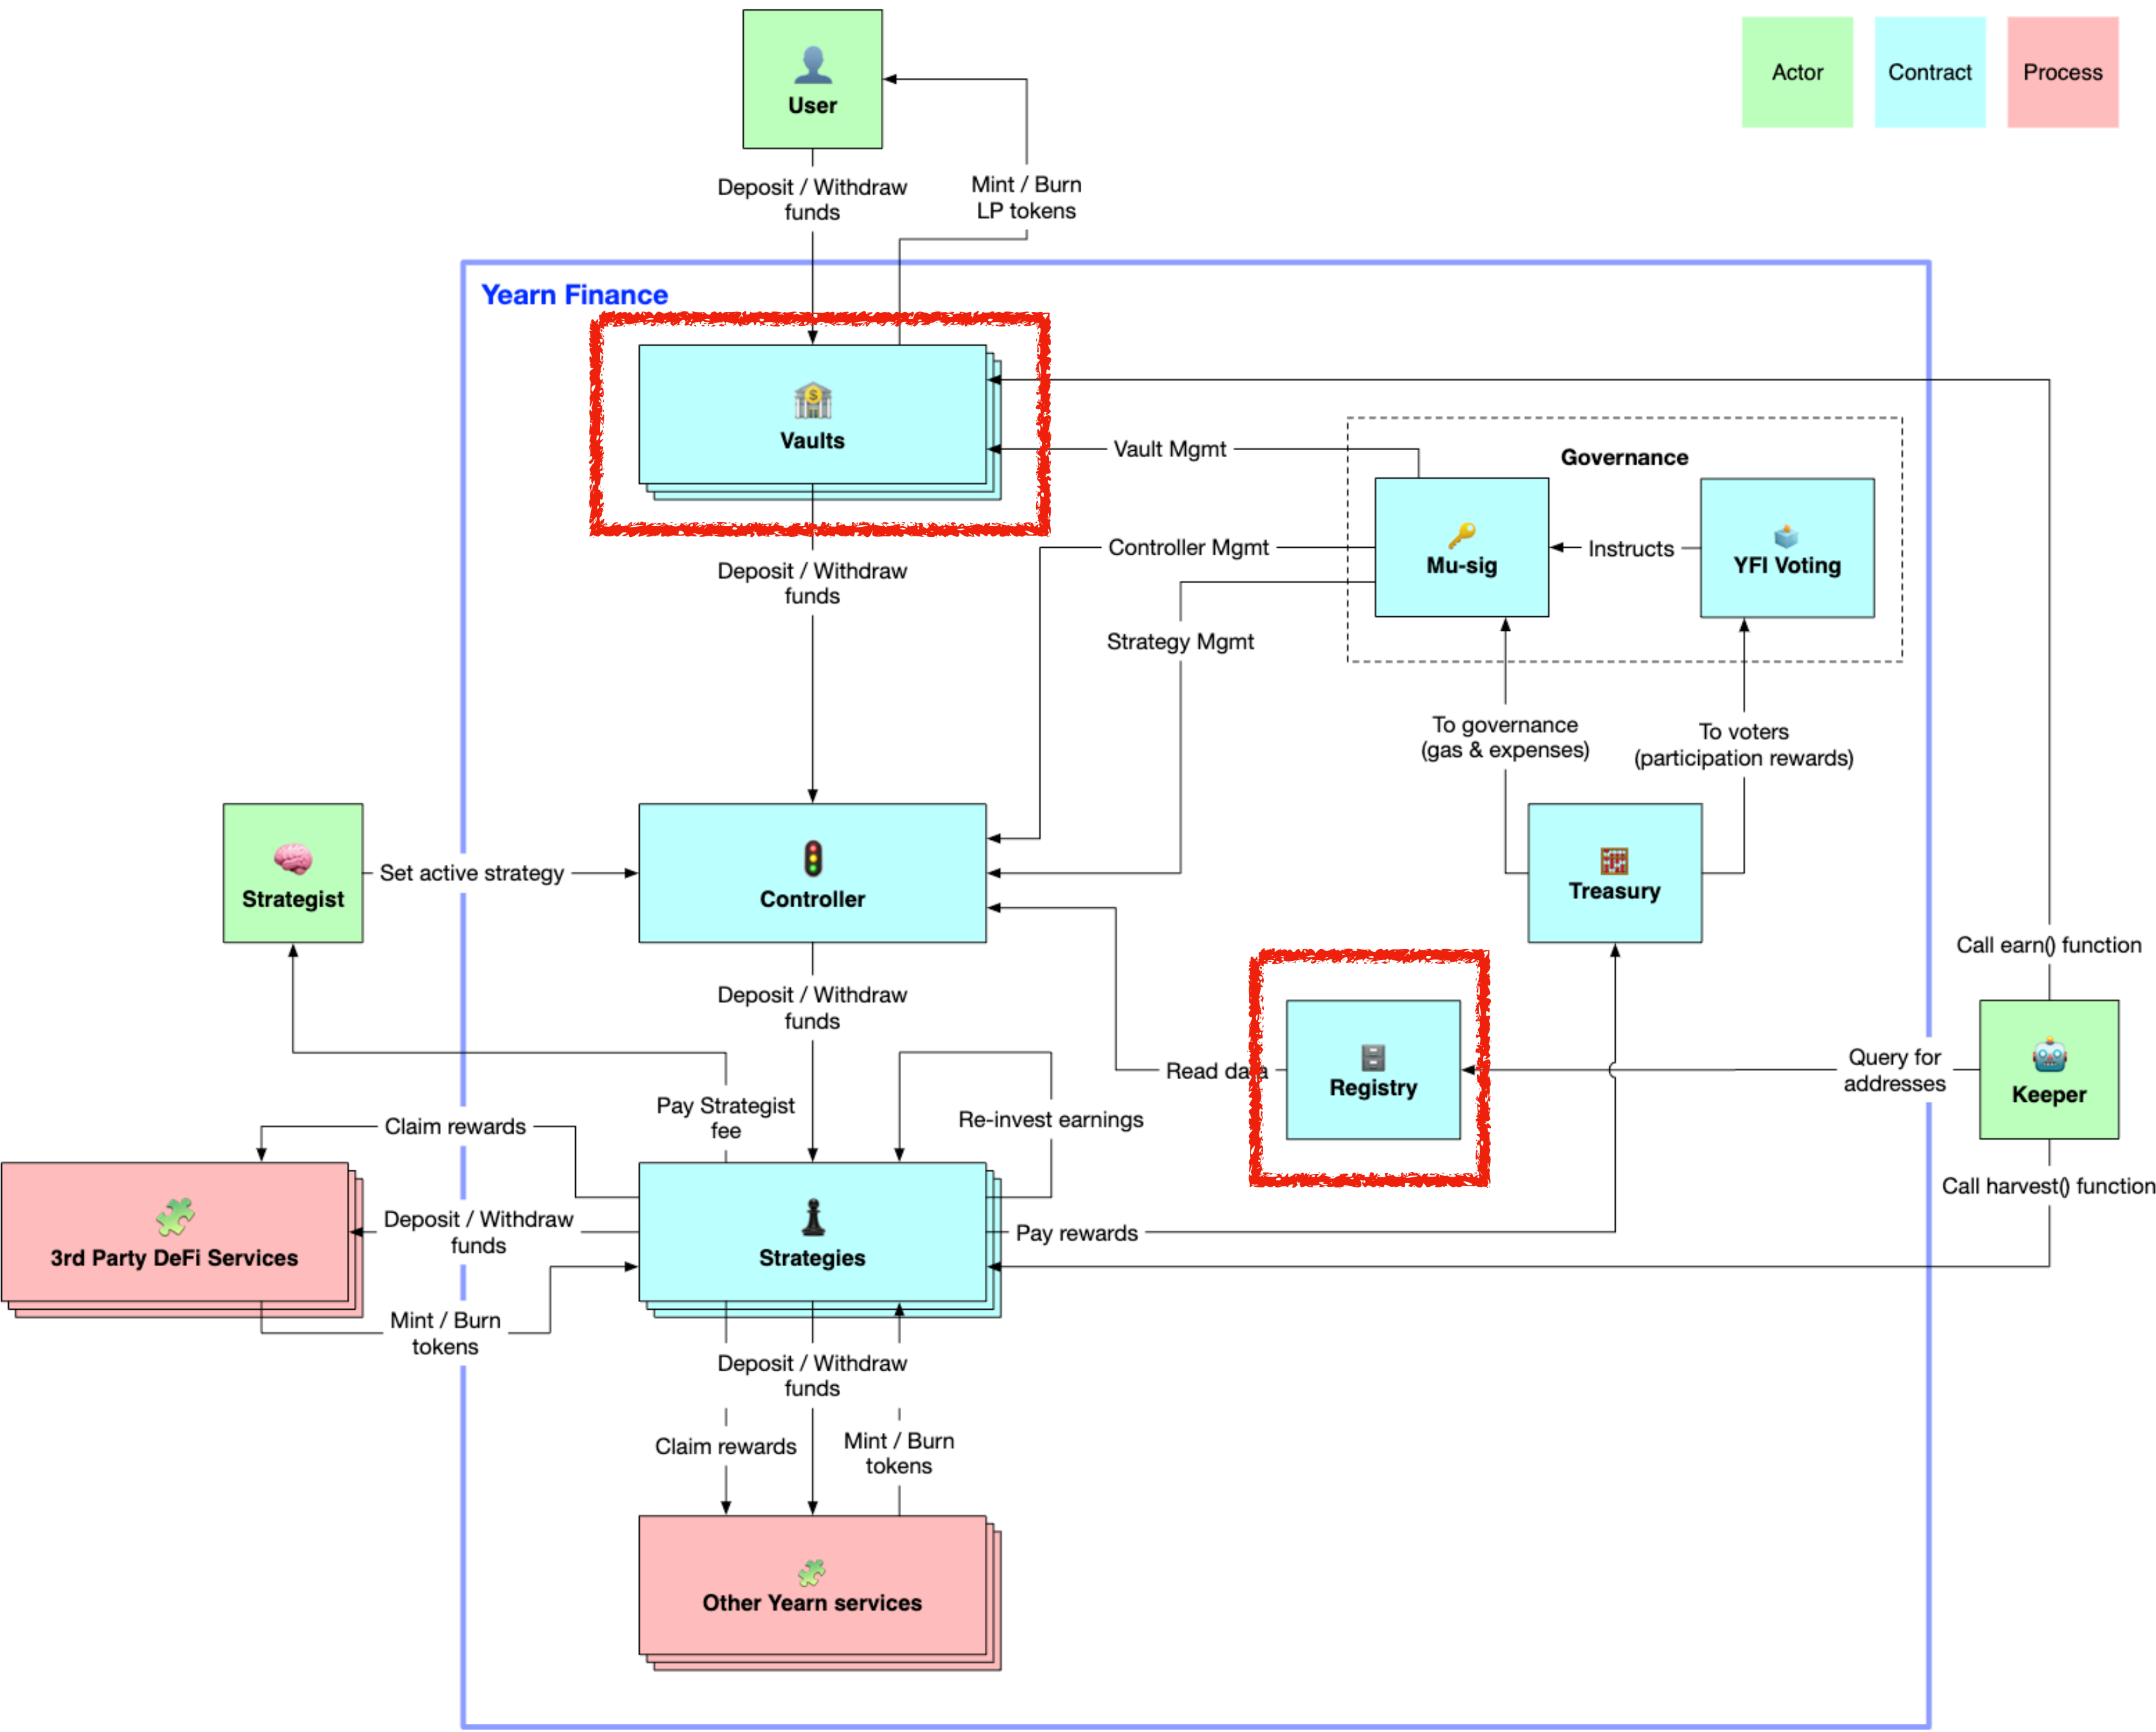 Actor
Contract
Process
User
Deposit / Withdraw
funds
Mint / Burn
LP tokens
Yearn Finance
Vaults
Vault Mgmt
Governance
Controller Mgmt
Mu-sig
Instructs
YFI Voting
Deposit / Withdraw
funds
Strategy Mgmt
To governance
(gas & expenses)
To voters
(participation rewards)
Strategist
Set active strategy
Controller
Treasury
Call earn() function
Deposit / Withdraw
funds
Read data
Registry
Query for
addresses
Keeper
Pay Strategist
fee
Re-invest earnings
Claim rewards
Call harvest() function
3rd Party DeFi Services
Deposit / Withdraw
funds
Strategies
Pay rewards
Mint / Burn
tokens
Deposit / Withdraw
funds
Claim rewards
Mint / Burn
tokens
Other Yearn services